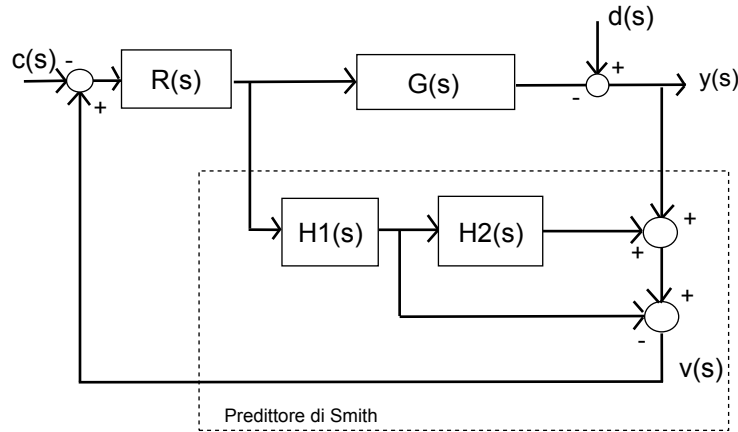 d(s)
c(s)
-
+
R(s)
G(s)
-
+
y(s)
H1(s)
H2(s)
+
+
+
-
v(s)
Predittore di Smith